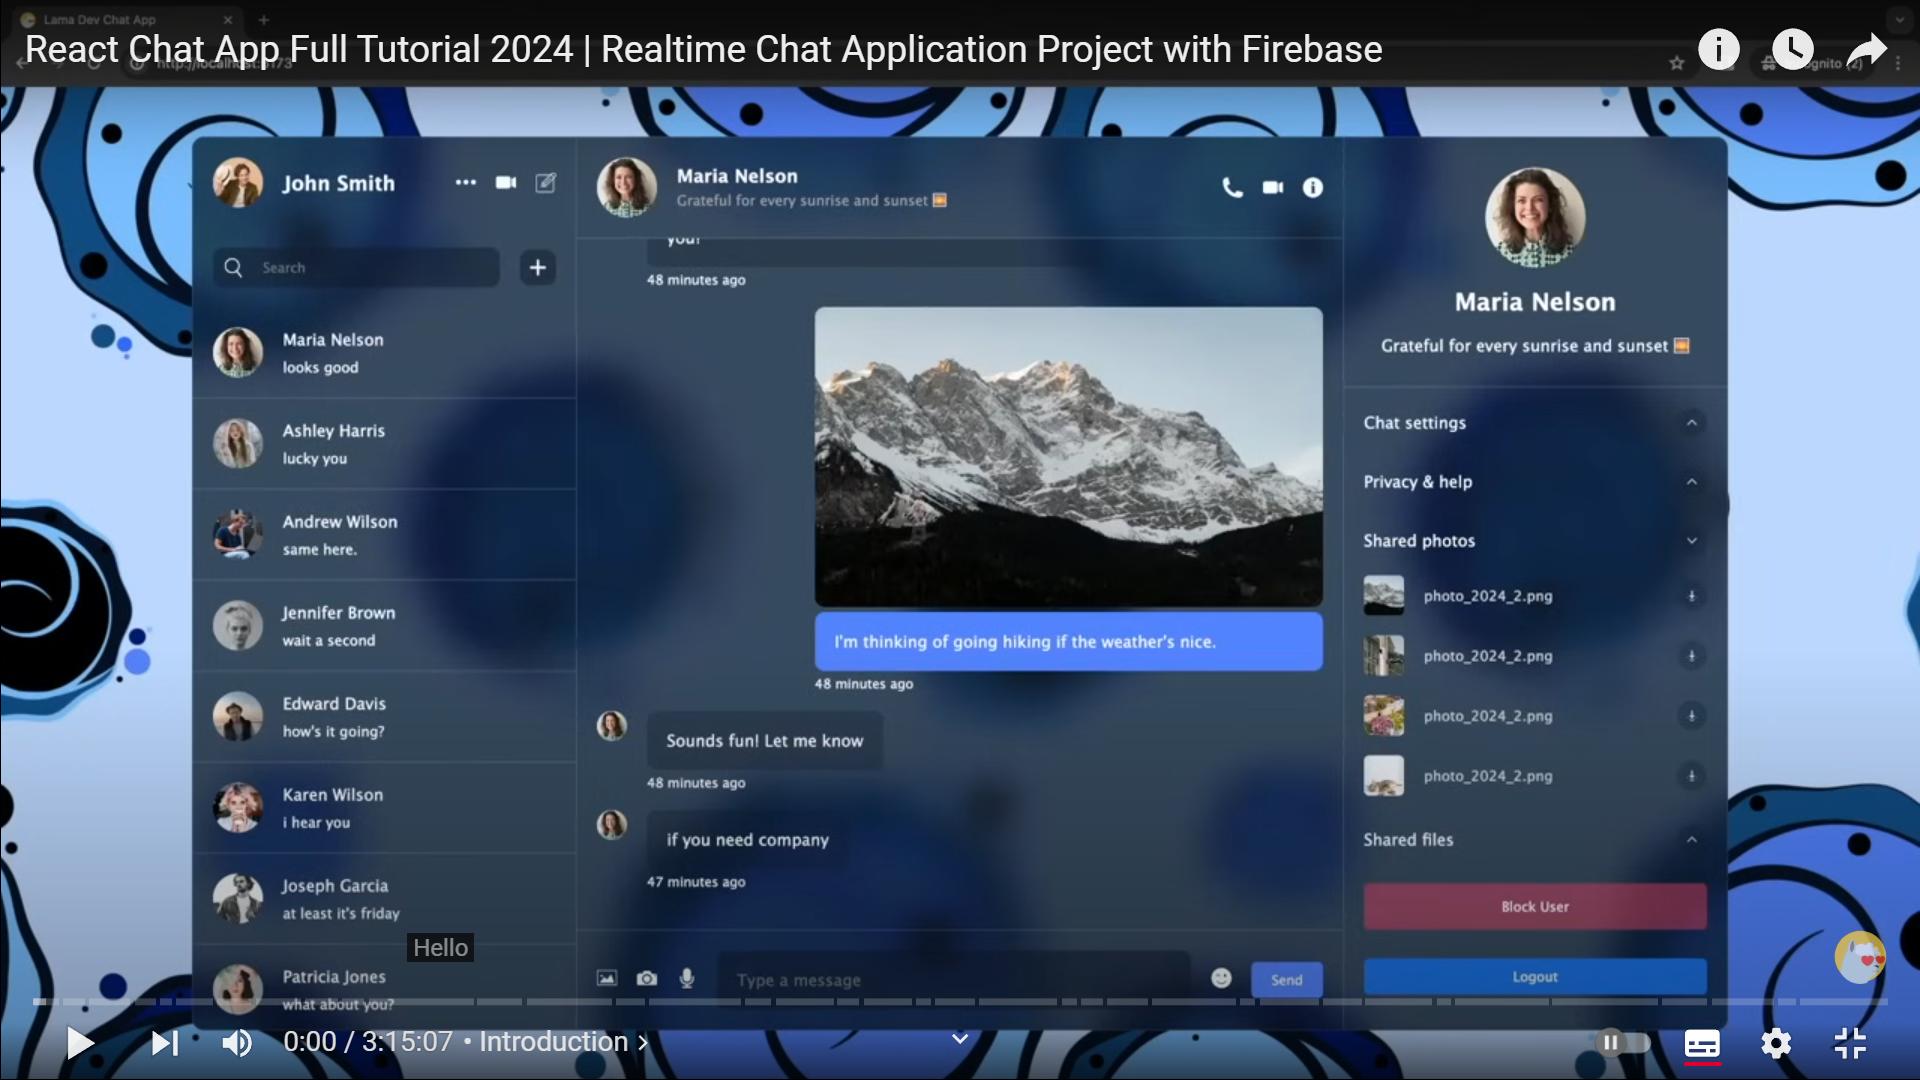 Lama Dev Chat App
React Chat App Full Tutorial 2024 | Realtime Chat Application Project with Firebase
John Smith
Search
Maria Nelson
looks good
Ashley Harris
lucky you
Andrew Wilson
same here.
Jennifer Brown
wait a second
Edward Davis
how's it going?
Karen Wilson
i hear you
Joseph Garcia
at least it's friday
Patricia Jones
what about you?
Maria Nelson
Grateful for every sunrise and sunset
you?
48 minutes ago
I'm thinking of going hiking if the weather's nice.
48 minutes ago
Sounds fun! Let me know
48 minutes ago
if you need company
47 minutes ago
Type a message
Send
Maria Nelson
Grateful for every sunrise and sunset
Chat settings
Privacy & help
Shared photos
photo_2024_2.png
photo_2024_2.png
photo_2024_2.png
photo_2024_2.png
Shared files
Block User
Logout
Hello
0:00 / 3:15:07 • Introduction